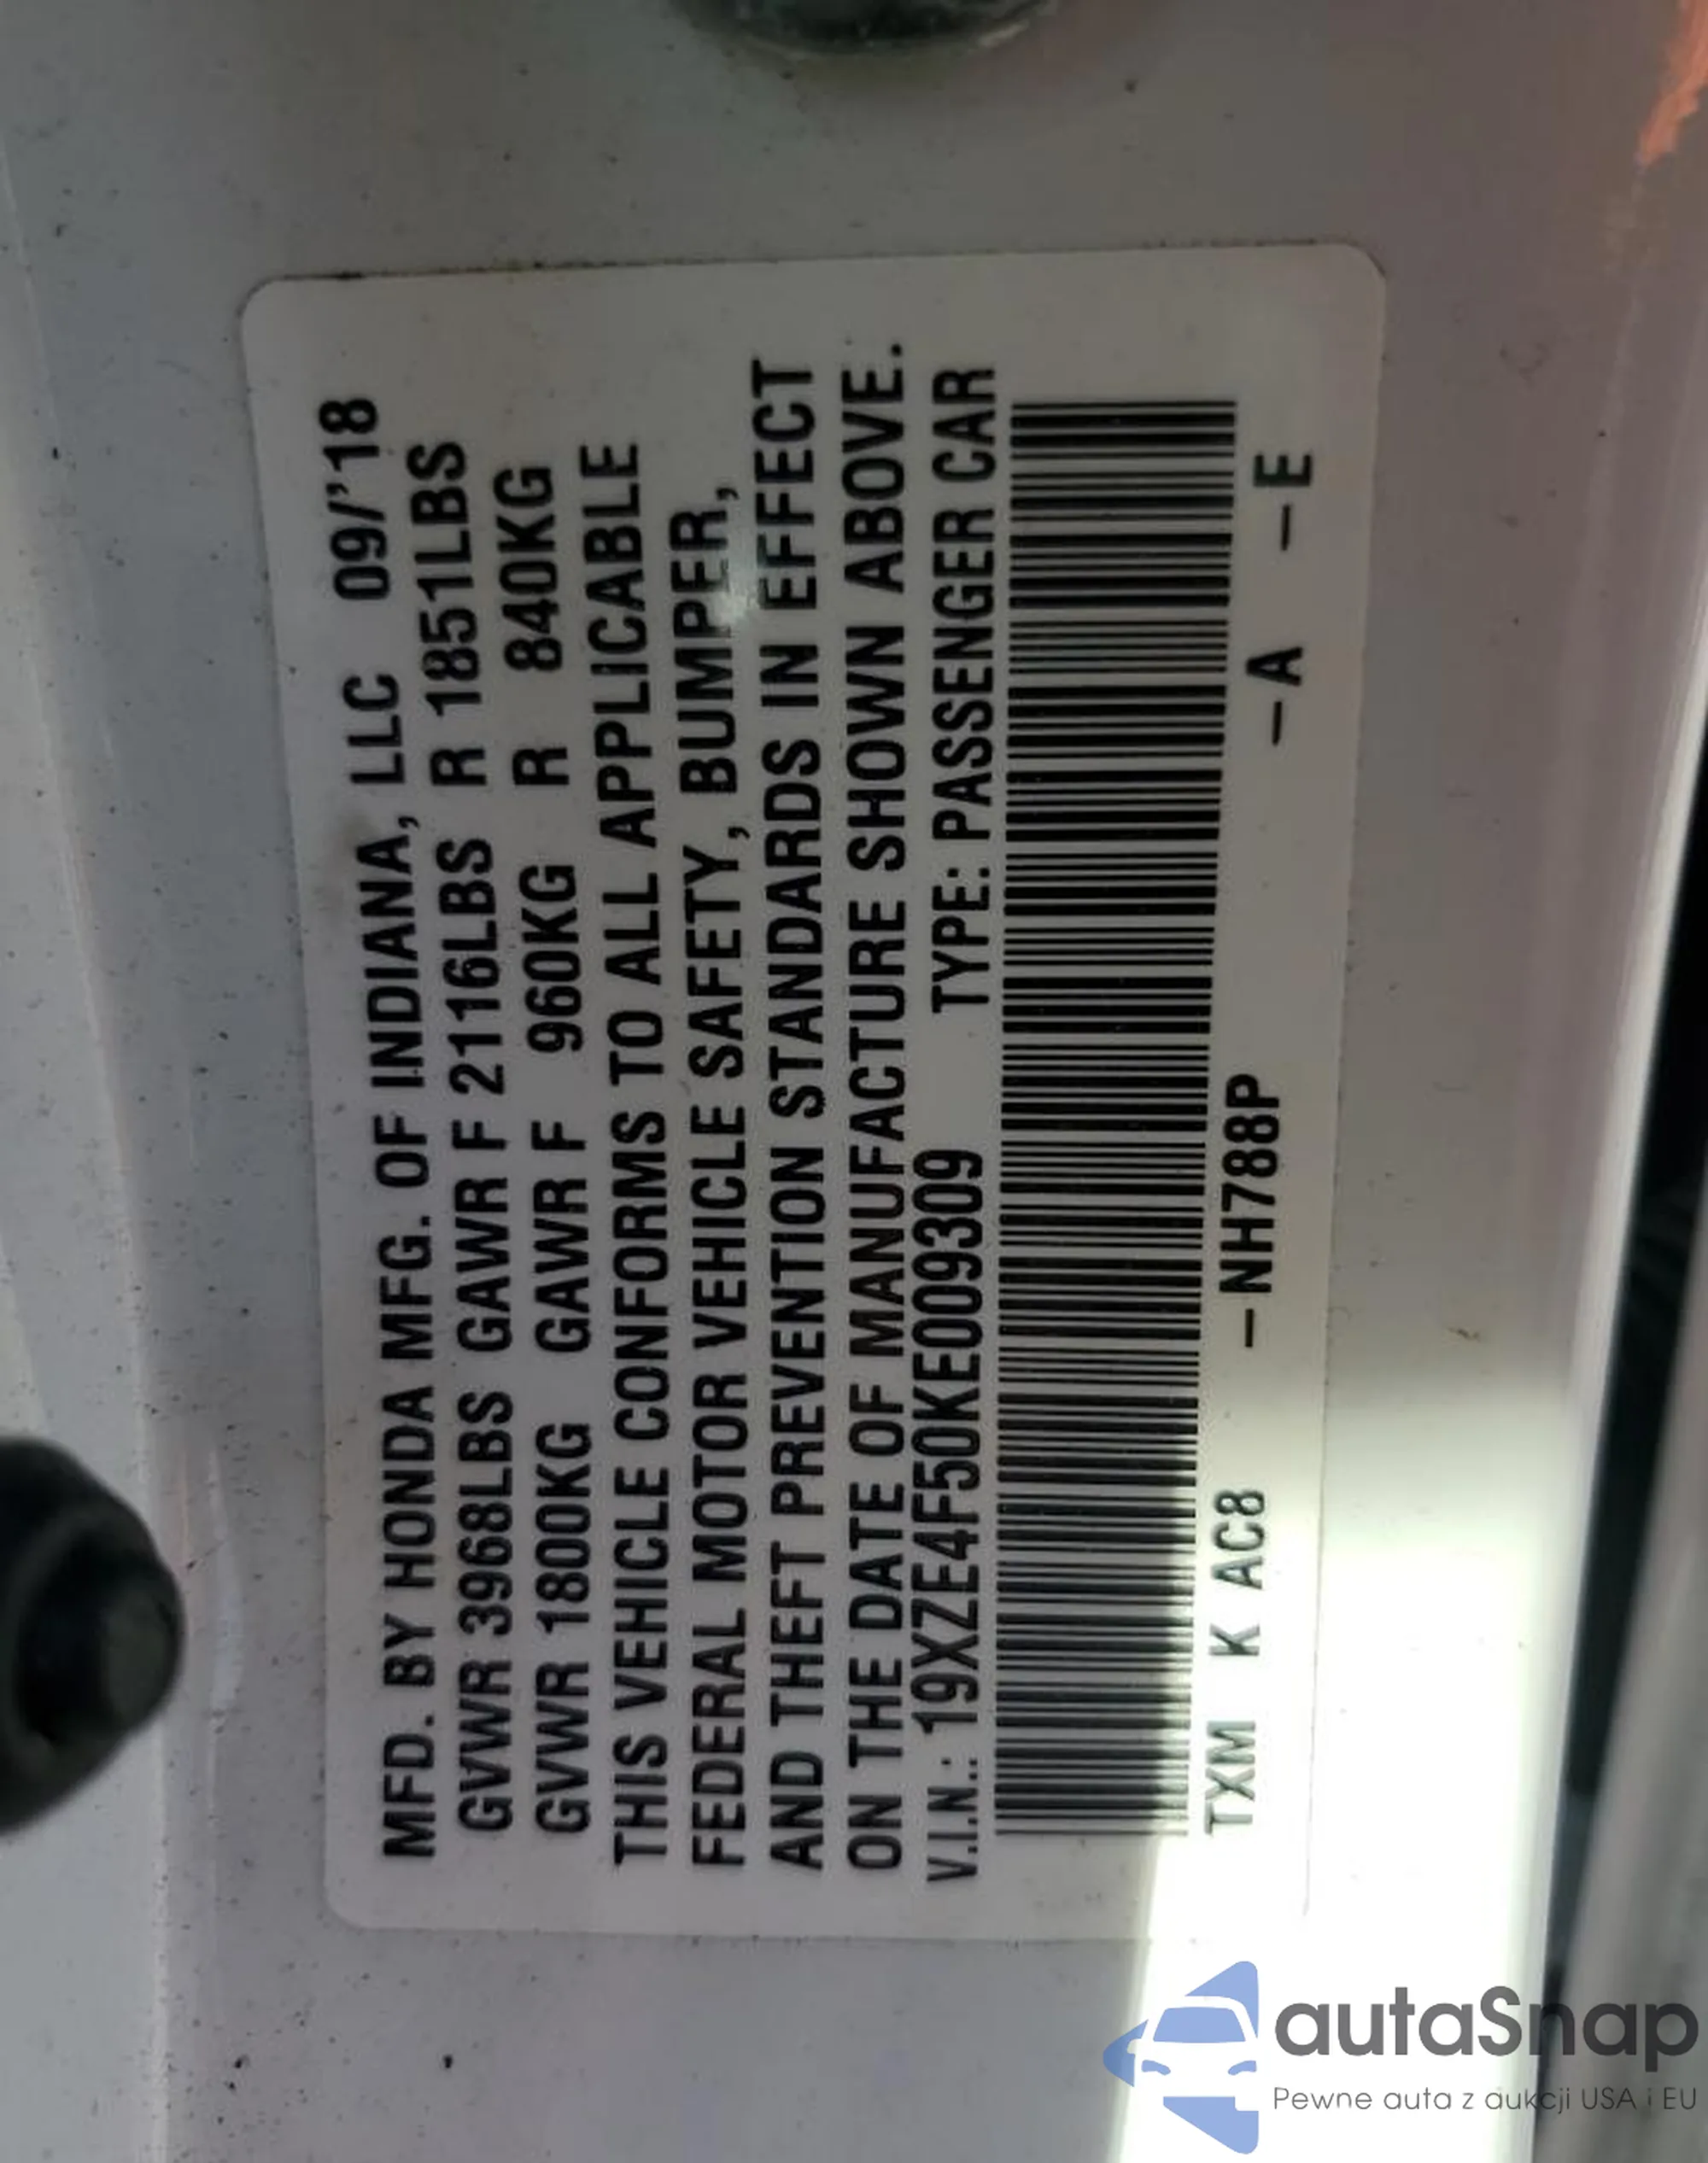 MFD. BY HONDA MFG. OF INDIANA, LLC 09/'18
GVWR 3968LBS GAWR F 2116LBS R 1851LBS
GVWR 1800KG GAWR F 960KG R 840KG
THIS VEHICLE CONFORMS TO ALL APPLICABLE
FEDERAL MOTOR VEHICLE SAFETY, BUMPER,
AND THEFT PREVENTION STANDARDS IN EFFECT
ON THE DATE OF MANUFACTURE SHOWN ABOVE.
V.I.N.: 19XZE4F50KE009309 TYPE: PASSENGER CAR
TXM K AC8 -NH788P -A -E
autaSnap
Pewne auta z aukcji USA i EU